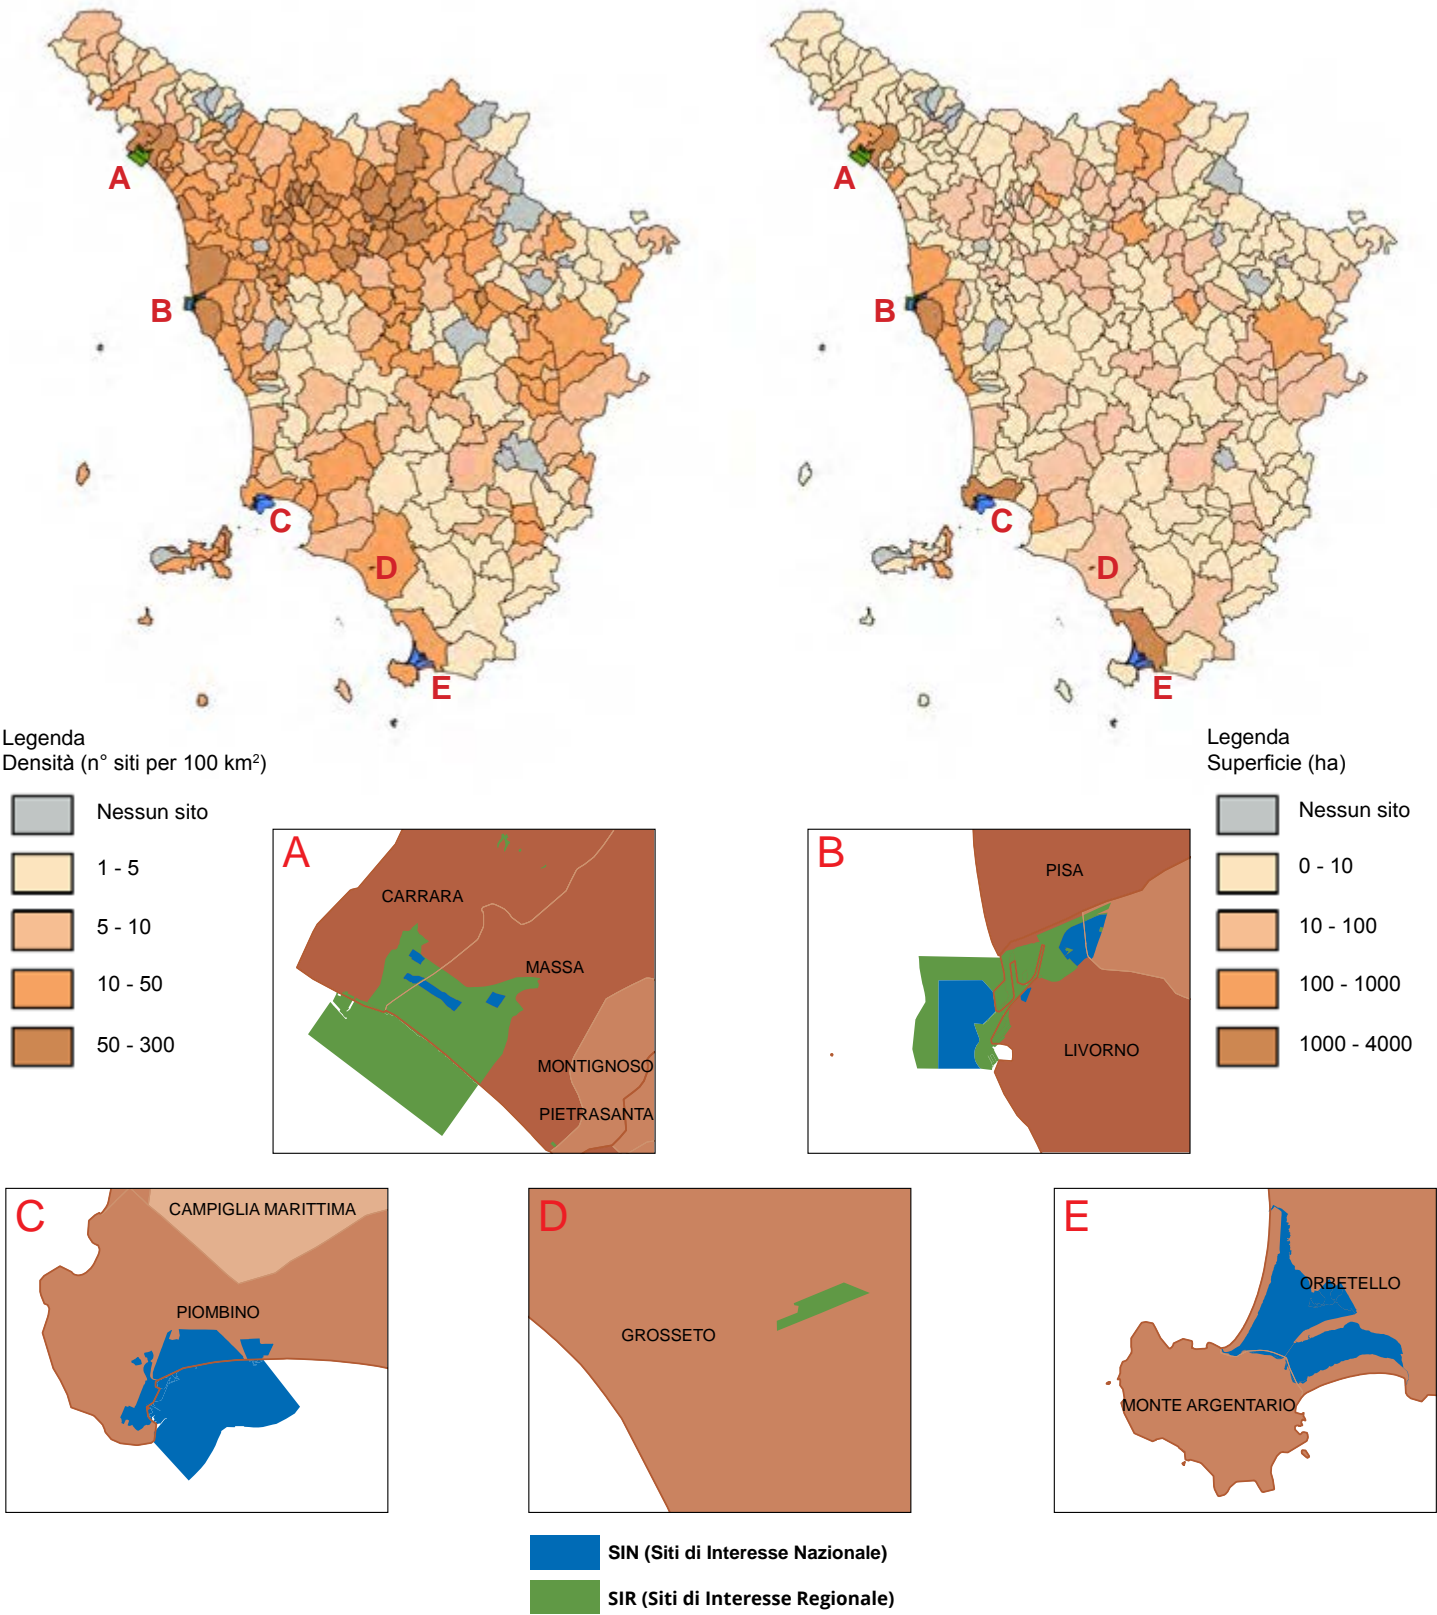 A
B
C
D
E
A
B
C
D
E
Legenda
Densità (n° siti per 100 km²)
Nessun sito
1 - 5
5 - 10
10 - 50
50 - 300
Legenda
Superficie (ha)
Nessun sito
0 - 10
10 - 100
100 - 1000
1000 - 4000
A
CARRARA
MASSA
MONTIGNOSO
PIETRASANTA
B
PISA
LIVORNO
C
CAMPIGLIA MARITTIMA
PIOMBINO
D
GROSSETO
E
ORBETELLO
MONTE ARGENTARIO
SIN (Siti di Interesse Nazionale)
SIR (Siti di Interesse Regionale)